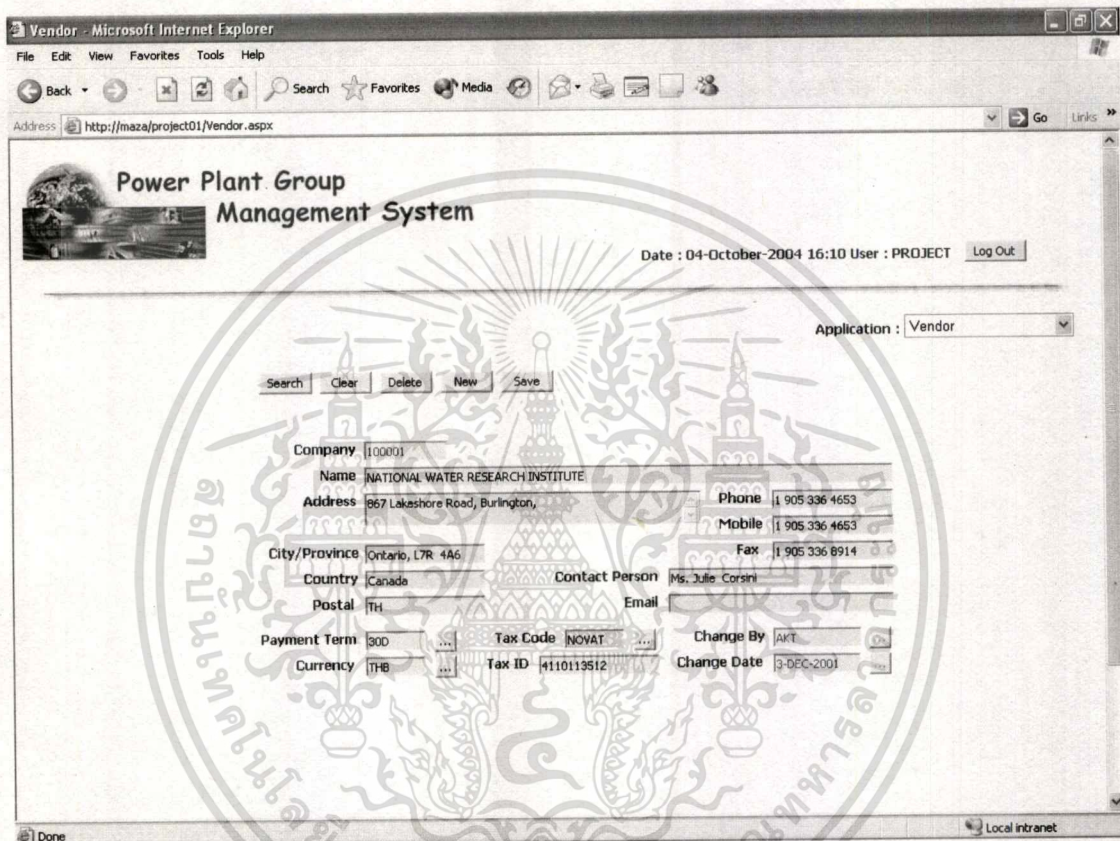 Vendor - Microsoft Internet Explorer
File Edit View Favorites Tools Help
Back Search Favorites Media
Address http://maza/project01/Vendor.aspx Go Links »
Power Plant Group
Management System
Date : 04-October-2004 16:10 User : PROJECT Log Out
Application : Vendor
Search Clear Delete New Save
Company 100001
Name NATIONAL WATER RESEARCH INSTITUTE
Address 867 Lakeshore Road, Burlington, Phone 1 905 336 4653
Mobile 1 905 336 4653
City/Province Ontario, L7R 4A6 Fax 1 905 336 8914
Country Canada Contact Person Ms. Julie Corsini
Postal TH Email
Payment Term 30D ... Tax Code NOVAT ... Change By AKT ...
Currency THB ... Tax ID 4110113512 Change Date 3-DEC-2001 ...
Done Local intranet